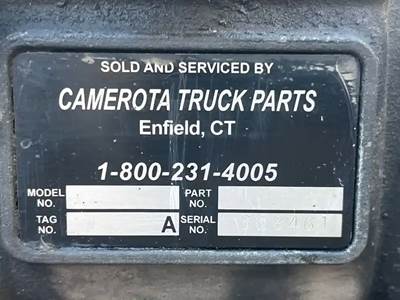 SOLD AND SERVICED BY
CAMEROTA TRUCK PARTS
Enfield, CT
1-800-231-4005
MODEL NO. PART NO.
TAG NO. A SERIAL NO.